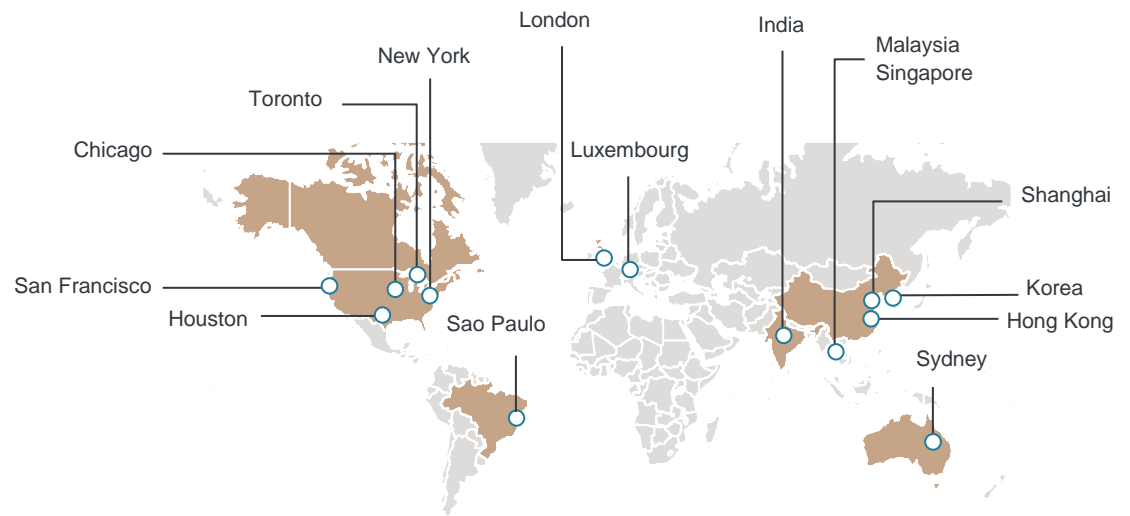 London
India
Malaysia
Singapore
New York
Toronto
Chicago
Luxembourg
Shanghai
San Francisco
Korea
Houston
Sao Paulo
Hong Kong
Sydney